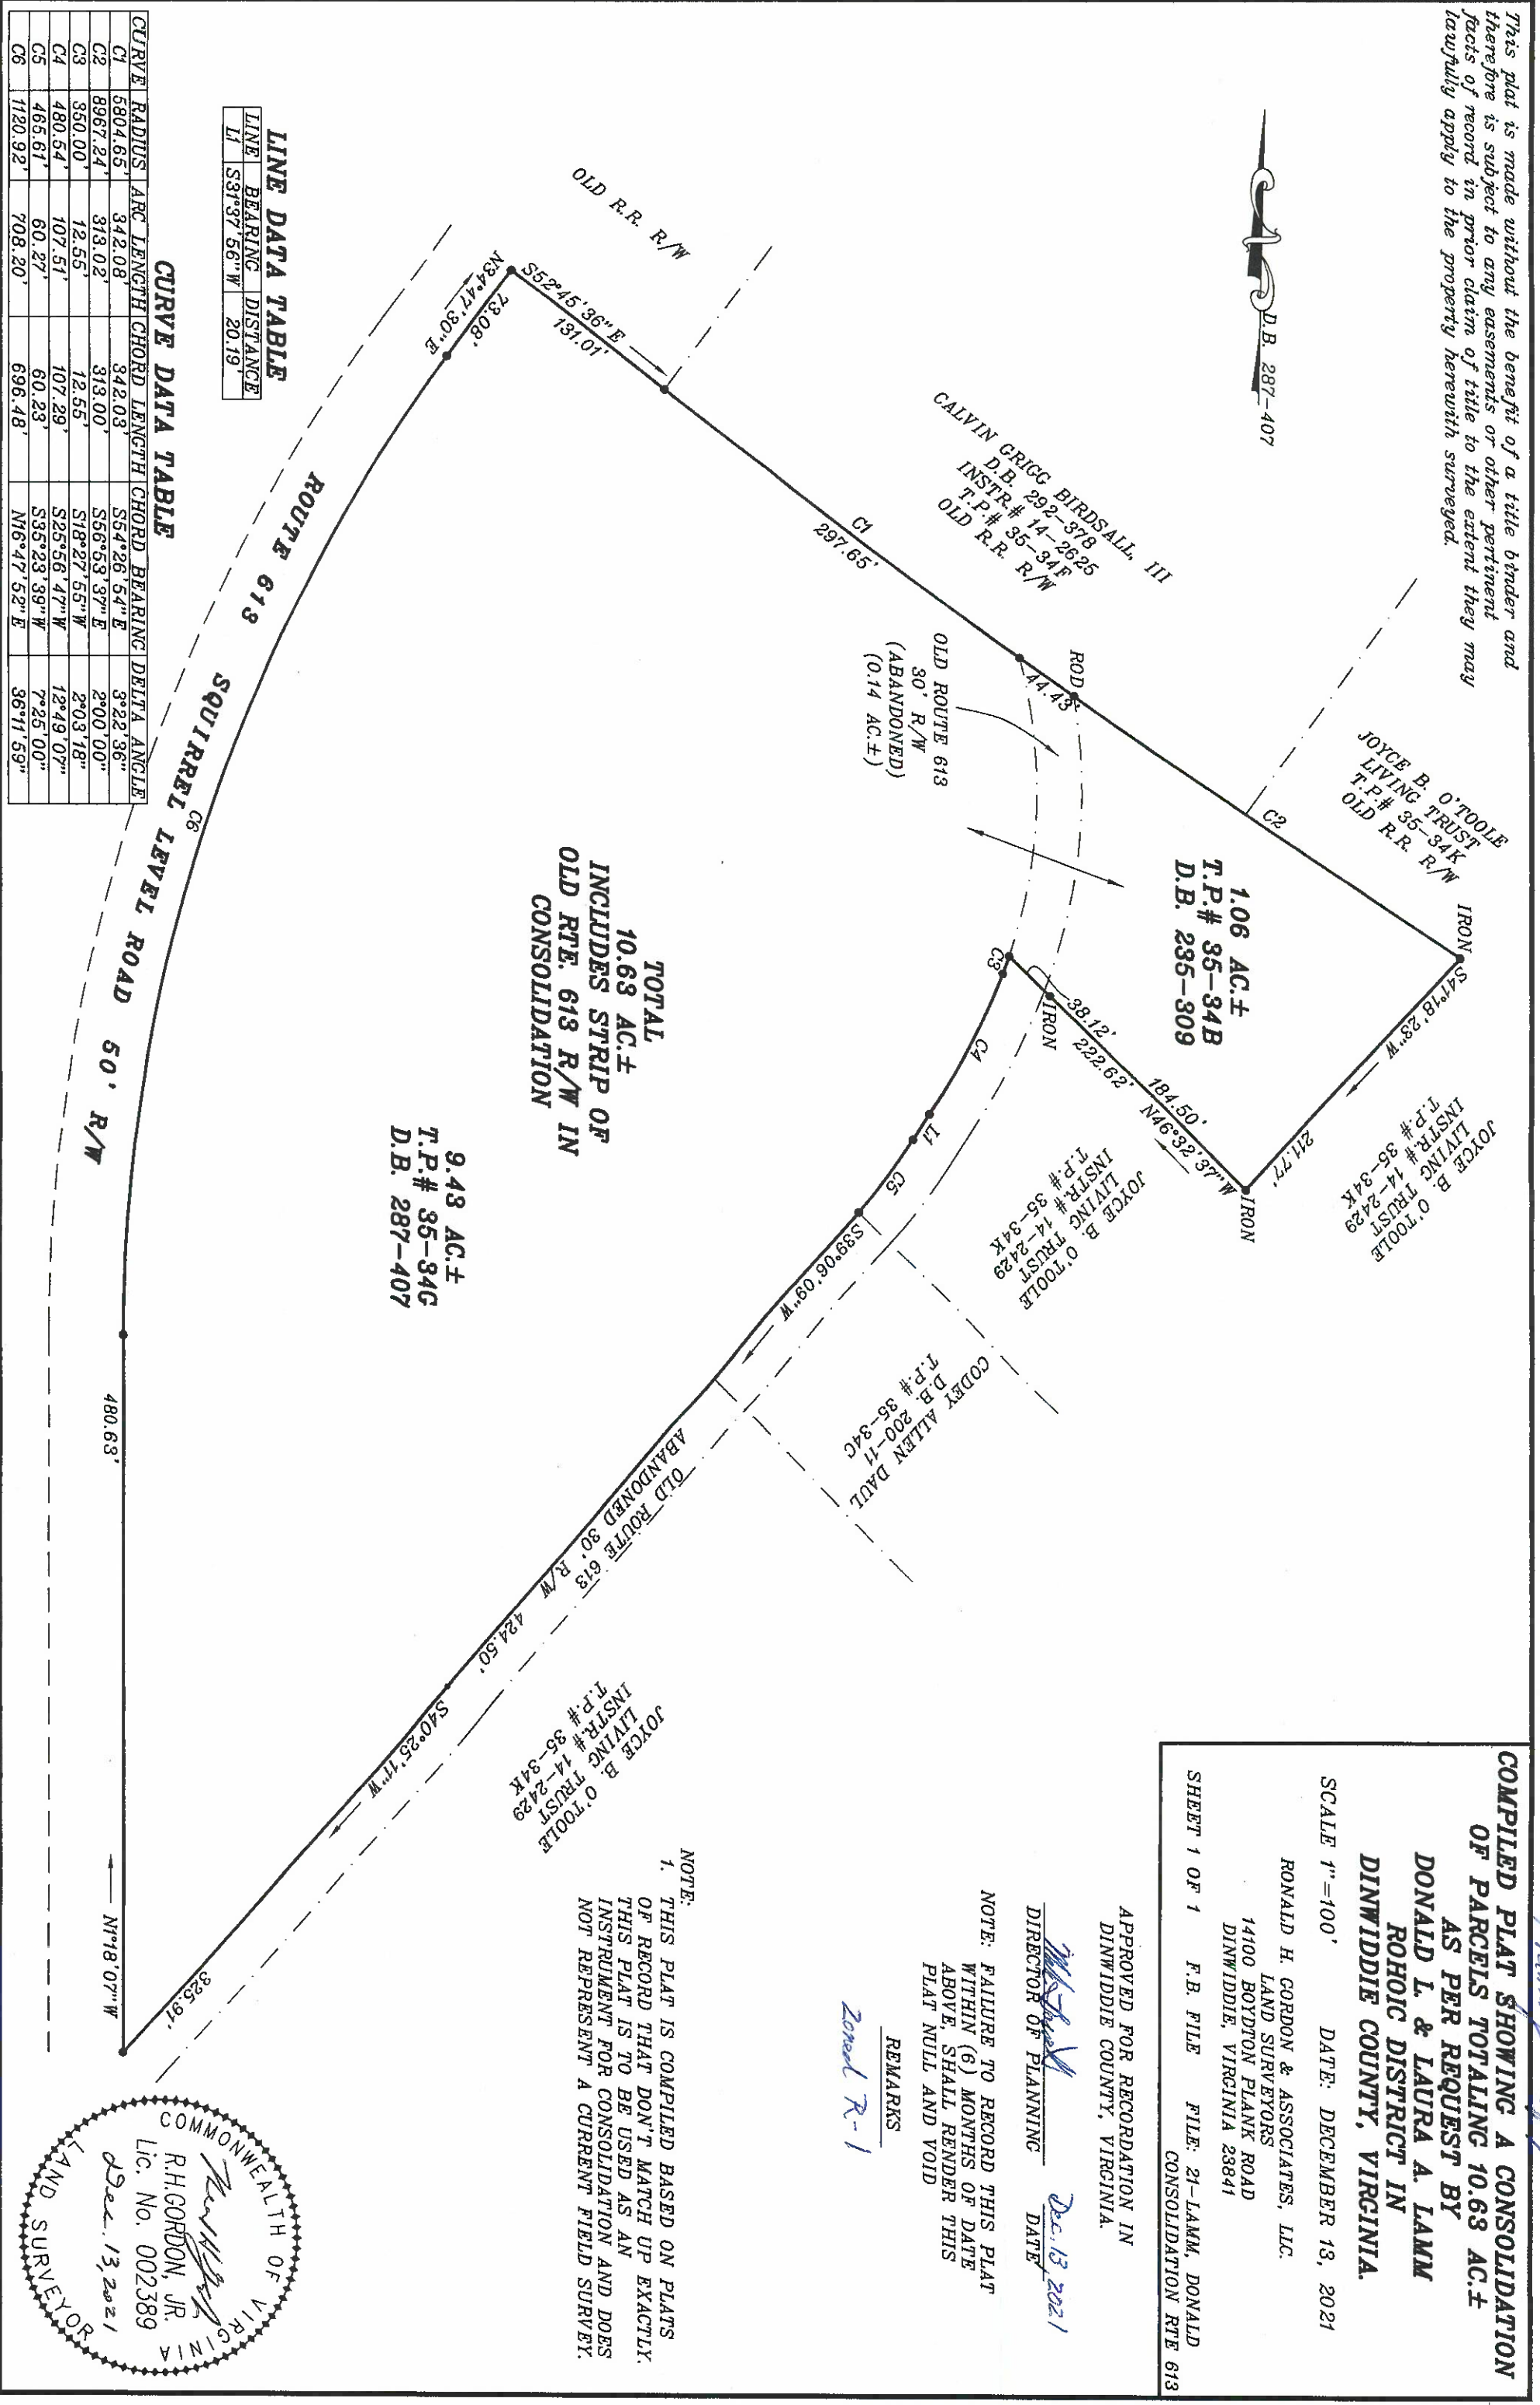 This plat is made without the benefit of a title binder and
therefore is subject to any easements or other pertinent
facts of record in prior claim of title to the extent they may
lawfully apply to the property herewith surveyed.
D.B. 287-407
COMPILED PLAT SHOWING A CONSOLIDATION
OF PARCELS TOTALING 10.63 AC.±
AS PER REQUEST BY
DONALD L. & LAURA A. LAMM
ROHOIC DISTRICT IN
DINWIDDIE COUNTY, VIRGINIA.
SCALE 1"=100' DATE: DECEMBER 13, 2021
RONALD H. GORDON & ASSOCIATES, LLC.
LAND SURVEYORS
14100 BOYDTON PLANK ROAD
DINWIDDIE, VIRGINIA 23841
SHEET 1 OF 1 F.B. FILE FILE: 21-LAMM, DONALD
CONSOLIDATION RTE 613
APPROVED FOR RECORDATION IN
DINWIDDIE COUNTY, VIRGINIA.
Dec. 13, 2021
DIRECTOR OF PLANNING DATE
NOTE: FAILURE TO RECORD THIS PLAT
WITHIN (6) MONTHS OF DATE
ABOVE, SHALL RENDER THIS
PLAT NULL AND VOID
REMARKS
Zoned R-1
NOTE:
1. THIS PLAT IS COMPILED BASED ON PLATS
OF RECORD THAT DON'T MATCH UP EXACTLY.
THIS PLAT IS TO BE USED AS AN
INSTRUMENT FOR CONSOLIDATION AND DOES
NOT REPRESENT A CURRENT FIELD SURVEY.
JOYCE B. O'TOOLE
LIVING TRUST
T.P.# 35-34K
OLD R.R. R/W
IRON
S41°18'23"W
211.77'
JOYCE B. O'TOOLE
LIVING TRUST
INSTR.# 14-2429
T.P.# 35-34K
IRON
C2
1.06 AC.±
T.P.# 35-34B
D.B. 235-309
184.50'
N46°32'37"W
222.62'
38.12'
IRON
JOYCE B. O'TOOLE
LIVING TRUST
INSTR.# 14-2429
T.P.# 35-34K
CALVIN GRIGG BIRDSALL, III
D.B. 292-378
INSTR.# 14-2625
T.P.# 35-34F
OLD R.R. R/W
ROD
44.43'
OLD ROUTE 613
30' R/W
(ABANDONED)
(0.14 AC.±)
C1
297.65'
C3
C4
L1
C5
S39°06'09"W
CODEY ALLEN DAUL
D.B. 200-11
T.P.# 35-34C
OLD ROUTE 613
ABANDONED 30' R/W
424.50'
JOYCE B. O'TOOLE
LIVING TRUST
INSTR.# 14-2429
T.P.# 35-34K
S40°25'11"W
325.91'
TOTAL
10.63 AC.±
INCLUDES STRIP OF
OLD RTE. 613 R/W IN
CONSOLIDATION
9.43 AC.±
T.P.# 35-34G
D.B. 287-407
OLD R.R. R/W
S52°45'36"E
131.01'
N34°47'30"E
73.08'
ROUTE 613 SQUIRREL LEVEL ROAD 50' R/W
C6
480.63'
N1°18'07"W
LINE DATA TABLE
LINE BEARING DISTANCE
L1 S31°37'56"W 20.19'
CURVE DATA TABLE
CURVE RADIUS ARC LENGTH CHORD LENGTH CHORD BEARING DELTA ANGLE
C1 5804.65' 342.08' 342.03' S54°26'54"E 3°22'36"
C2 8967.24' 313.02' 313.00' S56°53'37"E 2°00'00"
C3 350.00' 12.55' 12.55' S18°27'55"W 2°03'18"
C4 480.54' 107.51' 107.29' S25°56'47"W 12°49'07"
C5 465.61' 60.27' 60.23' S35°23'39"W 7°25'00"
C6 1120.92' 708.20' 696.48' N16°47'52"E 36°11'59"
COMMONWEALTH OF VIRGINIA
R.H.GORDON, JR.
Lic. No. 002389
Dec. 13, 2021
LAND SURVEYOR